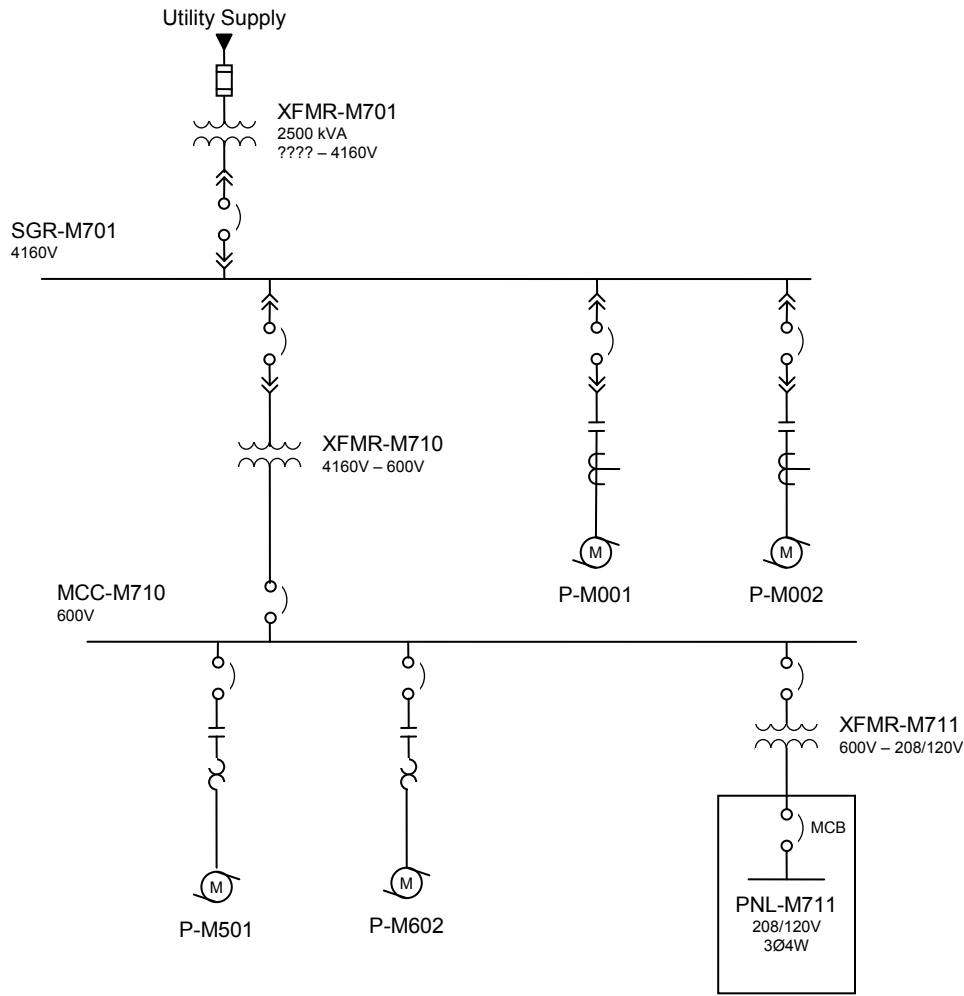 Utility Supply
XFMR-M701
2500 kVA
???? – 4160V
SGR-M701
4160V
XFMR-M710
4160V – 600V
M
M
P-M001
P-M002
MCC-M710
600V
XFMR-M711
600V – 208/120V
MCB
M
M
P-M501
P-M602
PNL-M711
208/120V
3Ø4W